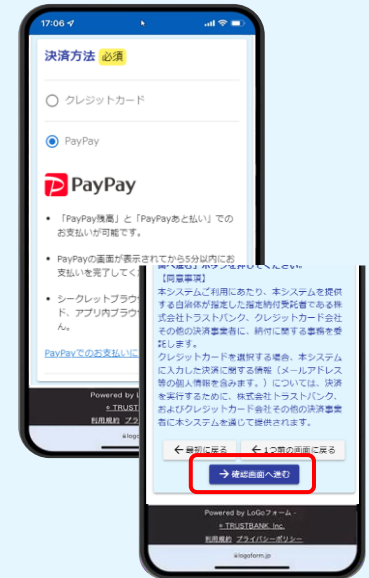 17:06
決済方法 必須
クレジットカード
PayPay
PayPay
• 「PayPay残高」と「PayPayあと払い」での
お支払いが可能です。
• PayPayの画面が表示されてから5分以内にお
支払いを完了してく
• シークレットブラウ
ド、アプリ内ブラウ
ん。
PayPayでのお支払いに
Powered by L
TRUST
利用規約 プラ
logo
【同意事項】
本システムご利用にあたり、本システムを提供
する自治体が指定した指定納付受託者である株
式会社トラストバンク、クレジットカード会社
その他の決済事業者に、納付に関する事務を委
託します。
クレジットカードを選択する場合、本システム
に入力した決済に関する情報（メールアドレス
等の個人情報を含みます。）については、決済
を実行するために、株式会社トラストバンク、
およびクレジットカード会社その他の決済事業
者に本システムを通じて提供されます。
←最初に戻る ←1つ前の画面に戻る
→確認画面へ進む
Powered by LoGoフォーム -
TRUSTBANK, Inc.
利用規約 プライバシーポリシー
logoform.jp